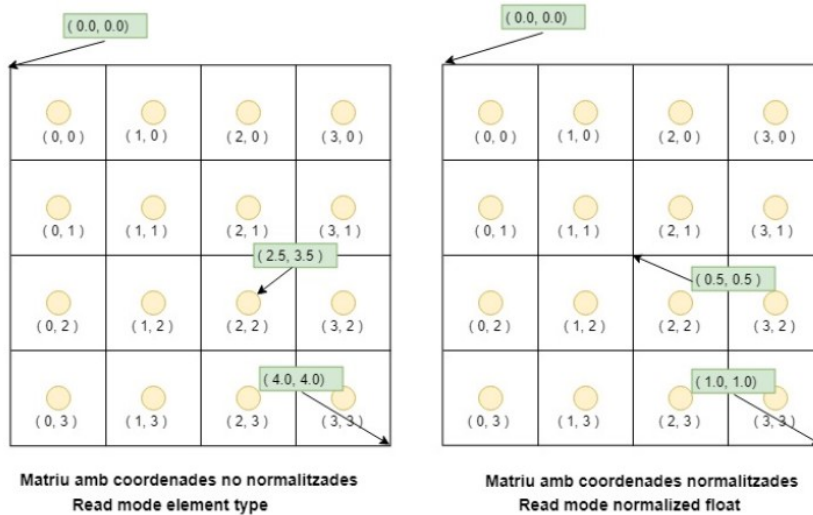 ( 0.0, 0.0) ( 0.0, 0.0)
( 0, 0) ( 1, 0) ( 2, 0) ( 3, 0) ( 0, 0) ( 1, 0) ( 2, 0) ( 3, 0)
( 0, 1) ( 1, 1) ( 2, 1) ( 3, 1) ( 0, 1) ( 1, 1) ( 2, 1) ( 3, 1)
( 2.5, 3.5 ) ( 0.5, 0.5 )
( 0, 2) ( 1, 2) ( 2, 2) ( 3, 2) ( 0, 2) ( 1, 2) ( 2, 2) ( 3, 2)
( 4.0, 4.0) ( 1.0, 1.0)
( 0, 3) ( 1, 3) ( 2, 3) ( 3, 3) ( 0, 3) ( 1, 3) ( 2, 3) ( 3, 3)
Matriu amb coordenades no normalitzades Matriu amb coordenades normalitzades
Read mode element type Read mode normalized float